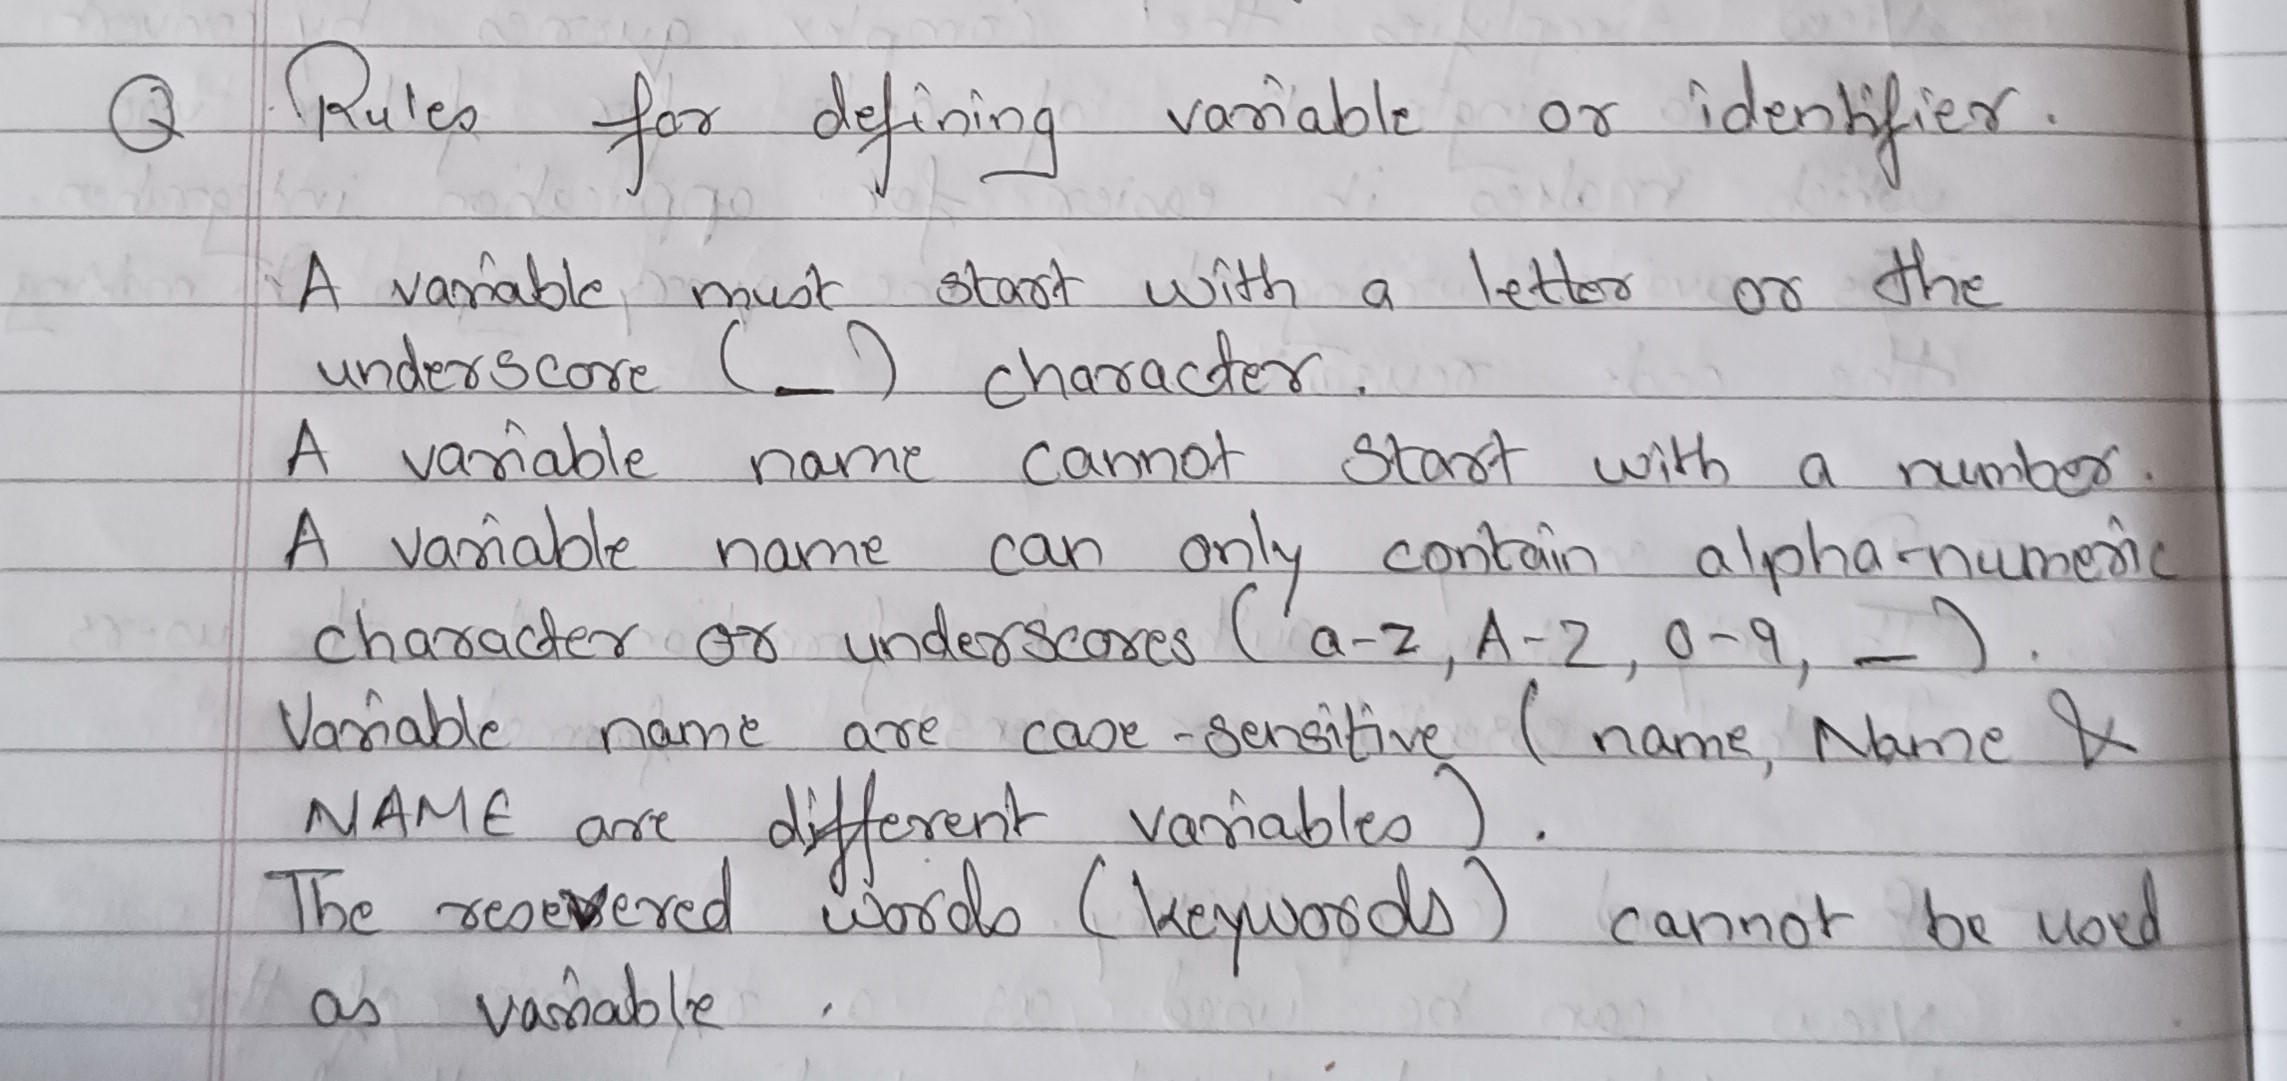 Q Rules for defining variable or identifier.
A variable must start with a letter or the
underscore (_) character.
A variable name cannot start with a number.
A variable name can only contain alpha-numeric
character or underscores (a-z, A-Z, 0-9, _).
Variable name are case-sensitive (name, Name &
NAME are different variables).
The resevered words (keywords) cannot be used
as variable.